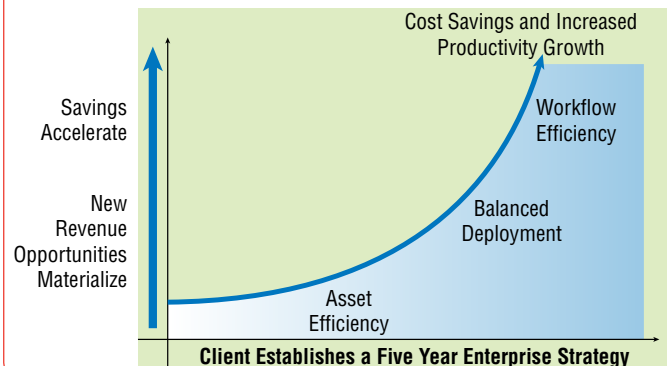 Cost Savings and Increased
Productivity Growth
Savings
Accelerate
Workflow
Efficiency
New
Revenue
Opportunities
Materialize
Balanced
Deployment
Asset
Efficiency
Client Establishes a Five Year Enterprise Strategy